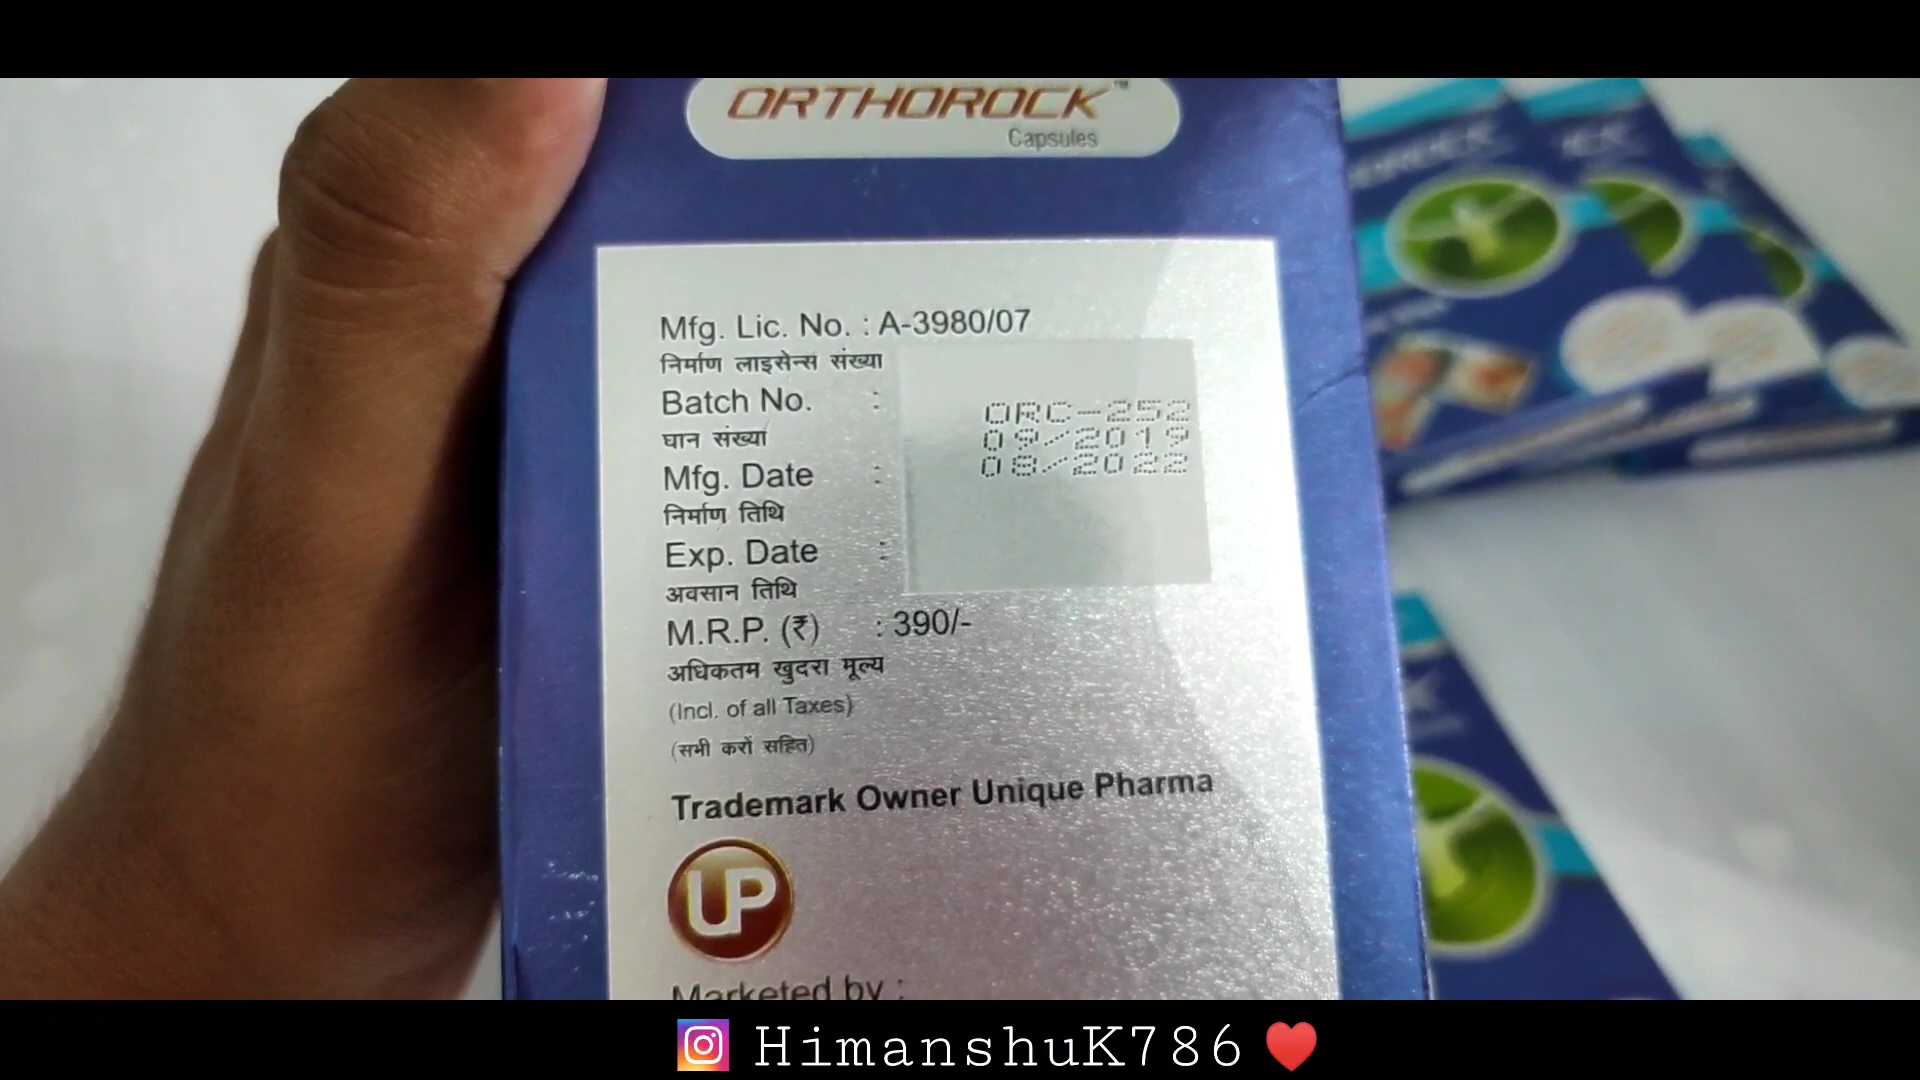 ORTHOROCK™
Capsules
Mfg. Lic. No. : A-3980/07
निर्माण लाइसेन्स संख्या
Batch No. :
घान संख्या
ORC-252
09/2019
08/2022
Mfg. Date :
निर्माण तिथि
Exp. Date :
अवसान तिथि
M.R.P. (₹) : 390/-
अधिकतम खुदरा मूल्य
(Incl. of all Taxes)
(सभी करों सहित)
Trademark Owner Unique Pharma
UP
Marketed by :
HimanshuK786